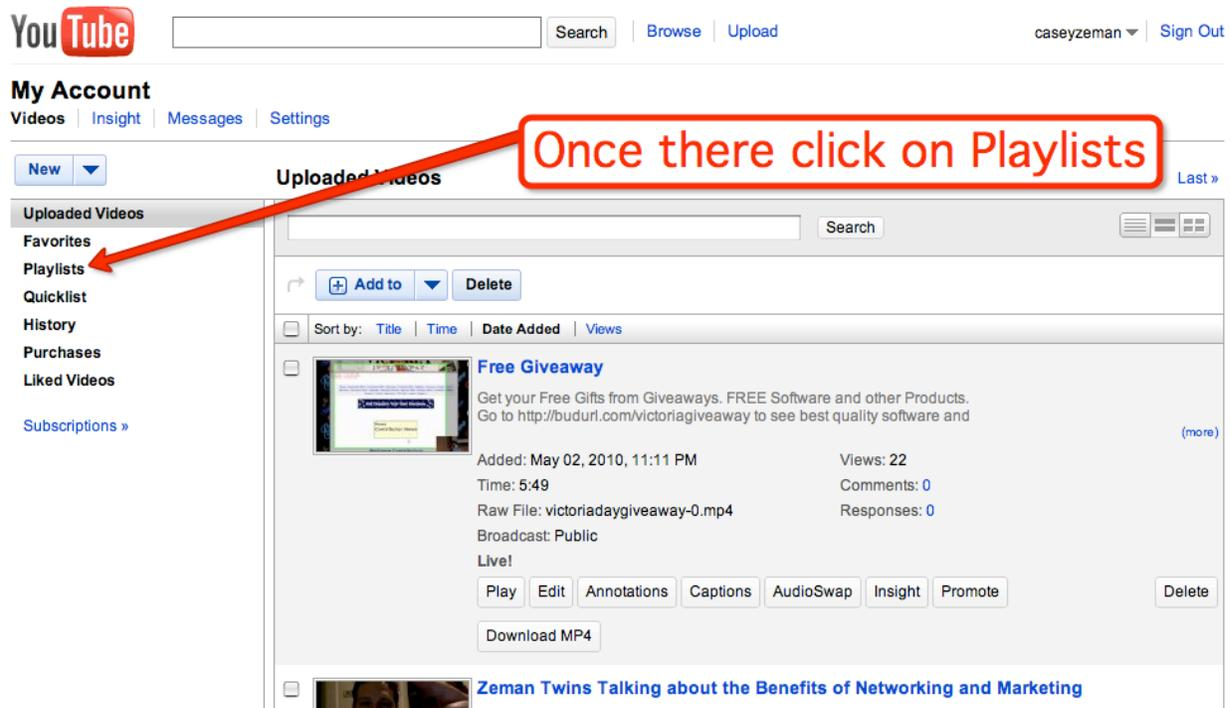 YouTube Search Browse Upload caseyzeman Sign Out
My Account
Videos Insight Messages Settings
Once there click on Playlists
New Uploaded Videos Last »
Uploaded Videos
Favorites Search
Playlists
Quicklist Add to Delete
History Sort by: Title Time Date Added Views
Purchases
Liked Videos
Subscriptions »
Free Giveaway
Get your Free Gifts from Giveaways. FREE Software and other Products.
Go to http://budurl.com/victoriagiveaway to see best quality software and
(more)
Added: May 02, 2010, 11:11 PM Views: 22
Time: 5:49 Comments: 0
Raw File: victoriadaygiveaway-0.mp4 Responses: 0
Broadcast: Public
Live!
Play Edit Annotations Captions AudioSwap Insight Promote Delete
Download MP4
Zeman Twins Talking about the Benefits of Networking and Marketing